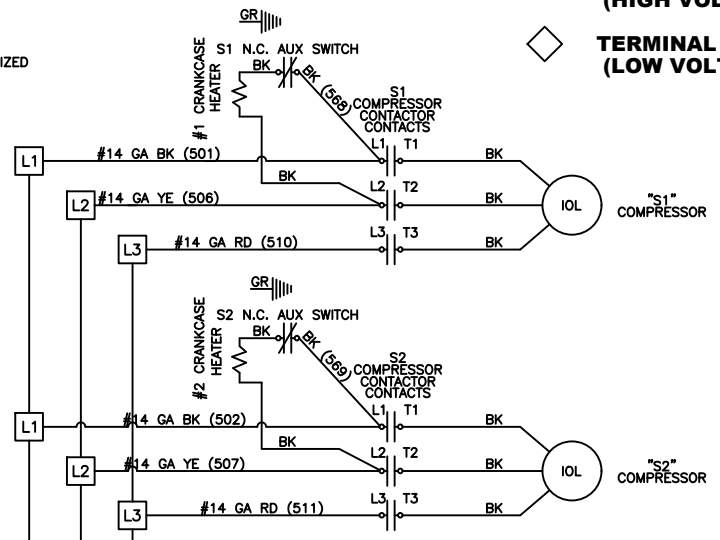 (HIGH VOL
TERMINAL
(LOW VOLT
IZED
GR
S1 N.C. AUX SWITCH
BK
BK (568)
#1 CRANKCASE
HEATER
S1
COMPRESSOR
CONTACTOR
CONTACTS
L1
#14 GA BK (501)
L1 T1
BK
BK
L2
#14 GA YE (506)
L2 T2
BK
IOL
"S1"
COMPRESSOR
L3
#14 GA RD (510)
L3 T3
BK
GR
S2 N.C. AUX SWITCH
BK
BK (569)
#2 CRANKCASE
HEATER
S2
COMPRESSOR
CONTACTOR
CONTACTS
L1
#14 GA BK (502)
L1 T1
BK
BK
L2
#14 GA YE (507)
L2 T2
BK
IOL
"S2"
COMPRESSOR
L3
#14 GA RD (511)
L3 T3
BK